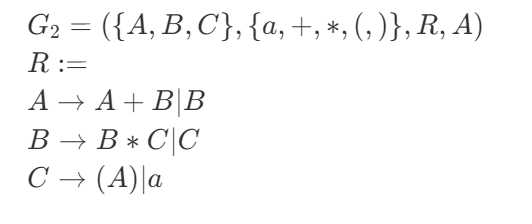 G₂ = ({A, B, C}, {a, +, *, (, )}, R, A)
R :=
A → A + B|B
B → B * C|C
C → (A)|a